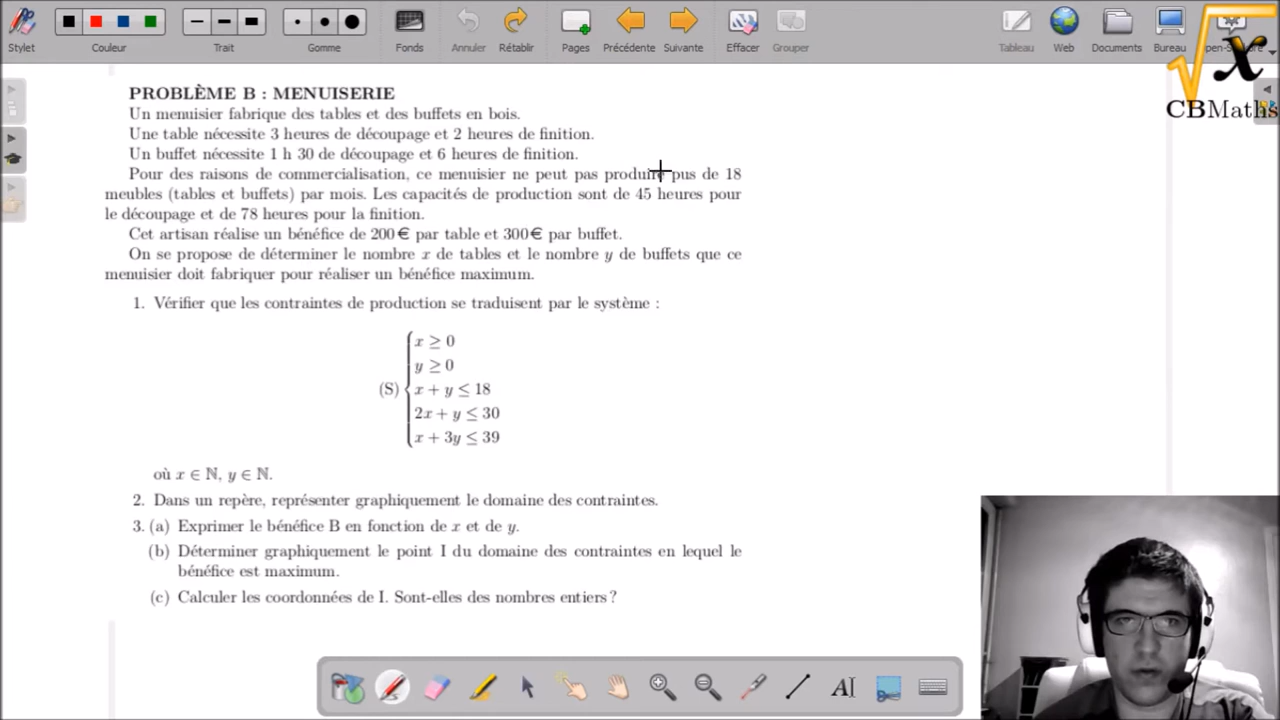 Stylet
Couleur
Trait
Gomme
Fonds
Annuler
Rétablir
Pages
Précédente
Suivante
Effacer
Grouper
Tableau
Web
Documents
Bureau
CBMaths
PROBLÈME B : MENUISERIE
Un menuisier fabrique des tables et des buffets en bois.
Une table nécessite 3 heures de découpage et 2 heures de finition.
Un buffet nécessite 1 h 30 de découpage et 6 heures de finition.
Pour des raisons de commercialisation, ce menuisier ne peut pas produire pus de 18
meubles (tables et buffets) par mois. Les capacités de production sont de 45 heures pour
le découpage et de 78 heures pour la finition.
Cet artisan réalise un bénéfice de 200€ par table et 300€ par buffet.
On se propose de déterminer le nombre x de tables et le nombre y de buffets que ce
menuisier doit fabriquer pour réaliser un bénéfice maximum.
1. Vérifier que les contraintes de production se traduisent par le système :
x ≥ 0
y ≥ 0
(S) x + y ≤ 18
2x + y ≤ 30
x + 3y ≤ 39
où x ∈ ℕ, y ∈ ℕ.
2. Dans un repère, représenter graphiquement le domaine des contraintes.
3. (a) Exprimer le bénéfice B en fonction de x et de y.
(b) Déterminer graphiquement le point I du domaine des contraintes en lequel le
bénéfice est maximum.
(c) Calculer les coordonnées de I. Sont-elles des nombres entiers ?